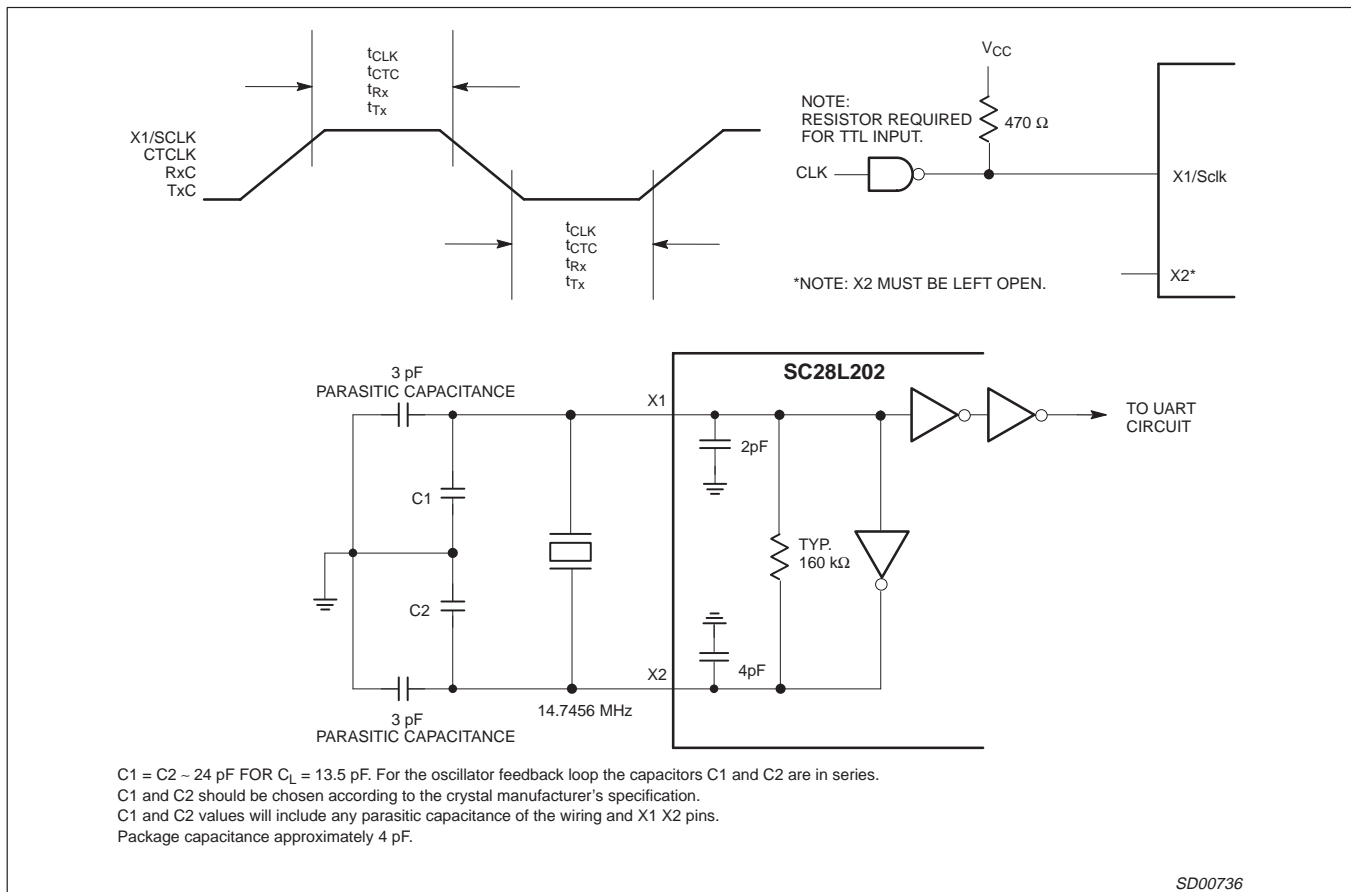 tCLK
tCTC
tRx
tTx
X1/SCLK
CTCLK
RxC
TxC
tCLK
tCTC
tRx
tTx
VCC
NOTE:
RESISTOR REQUIRED
FOR TTL INPUT.
470 Ω
CLK
X1/Sclk
*NOTE: X2 MUST BE LEFT OPEN.
X2*
3 pF
PARASITIC CAPACITANCE
SC28L202
X1
TO UART
CIRCUIT
2pF
C1
TYP.
160 kΩ
C2
4pF
X2
3 pF
PARASITIC CAPACITANCE
14.7456 MHz
C1 = C2 ~ 24 pF FOR CL = 13.5 pF. For the oscillator feedback loop the capacitors C1 and C2 are in series.
C1 and C2 should be chosen according to the crystal manufacturer's specification.
C1 and C2 values will include any parasitic capacitance of the wiring and X1 X2 pins.
Package capacitance approximately 4 pF.
SD00736